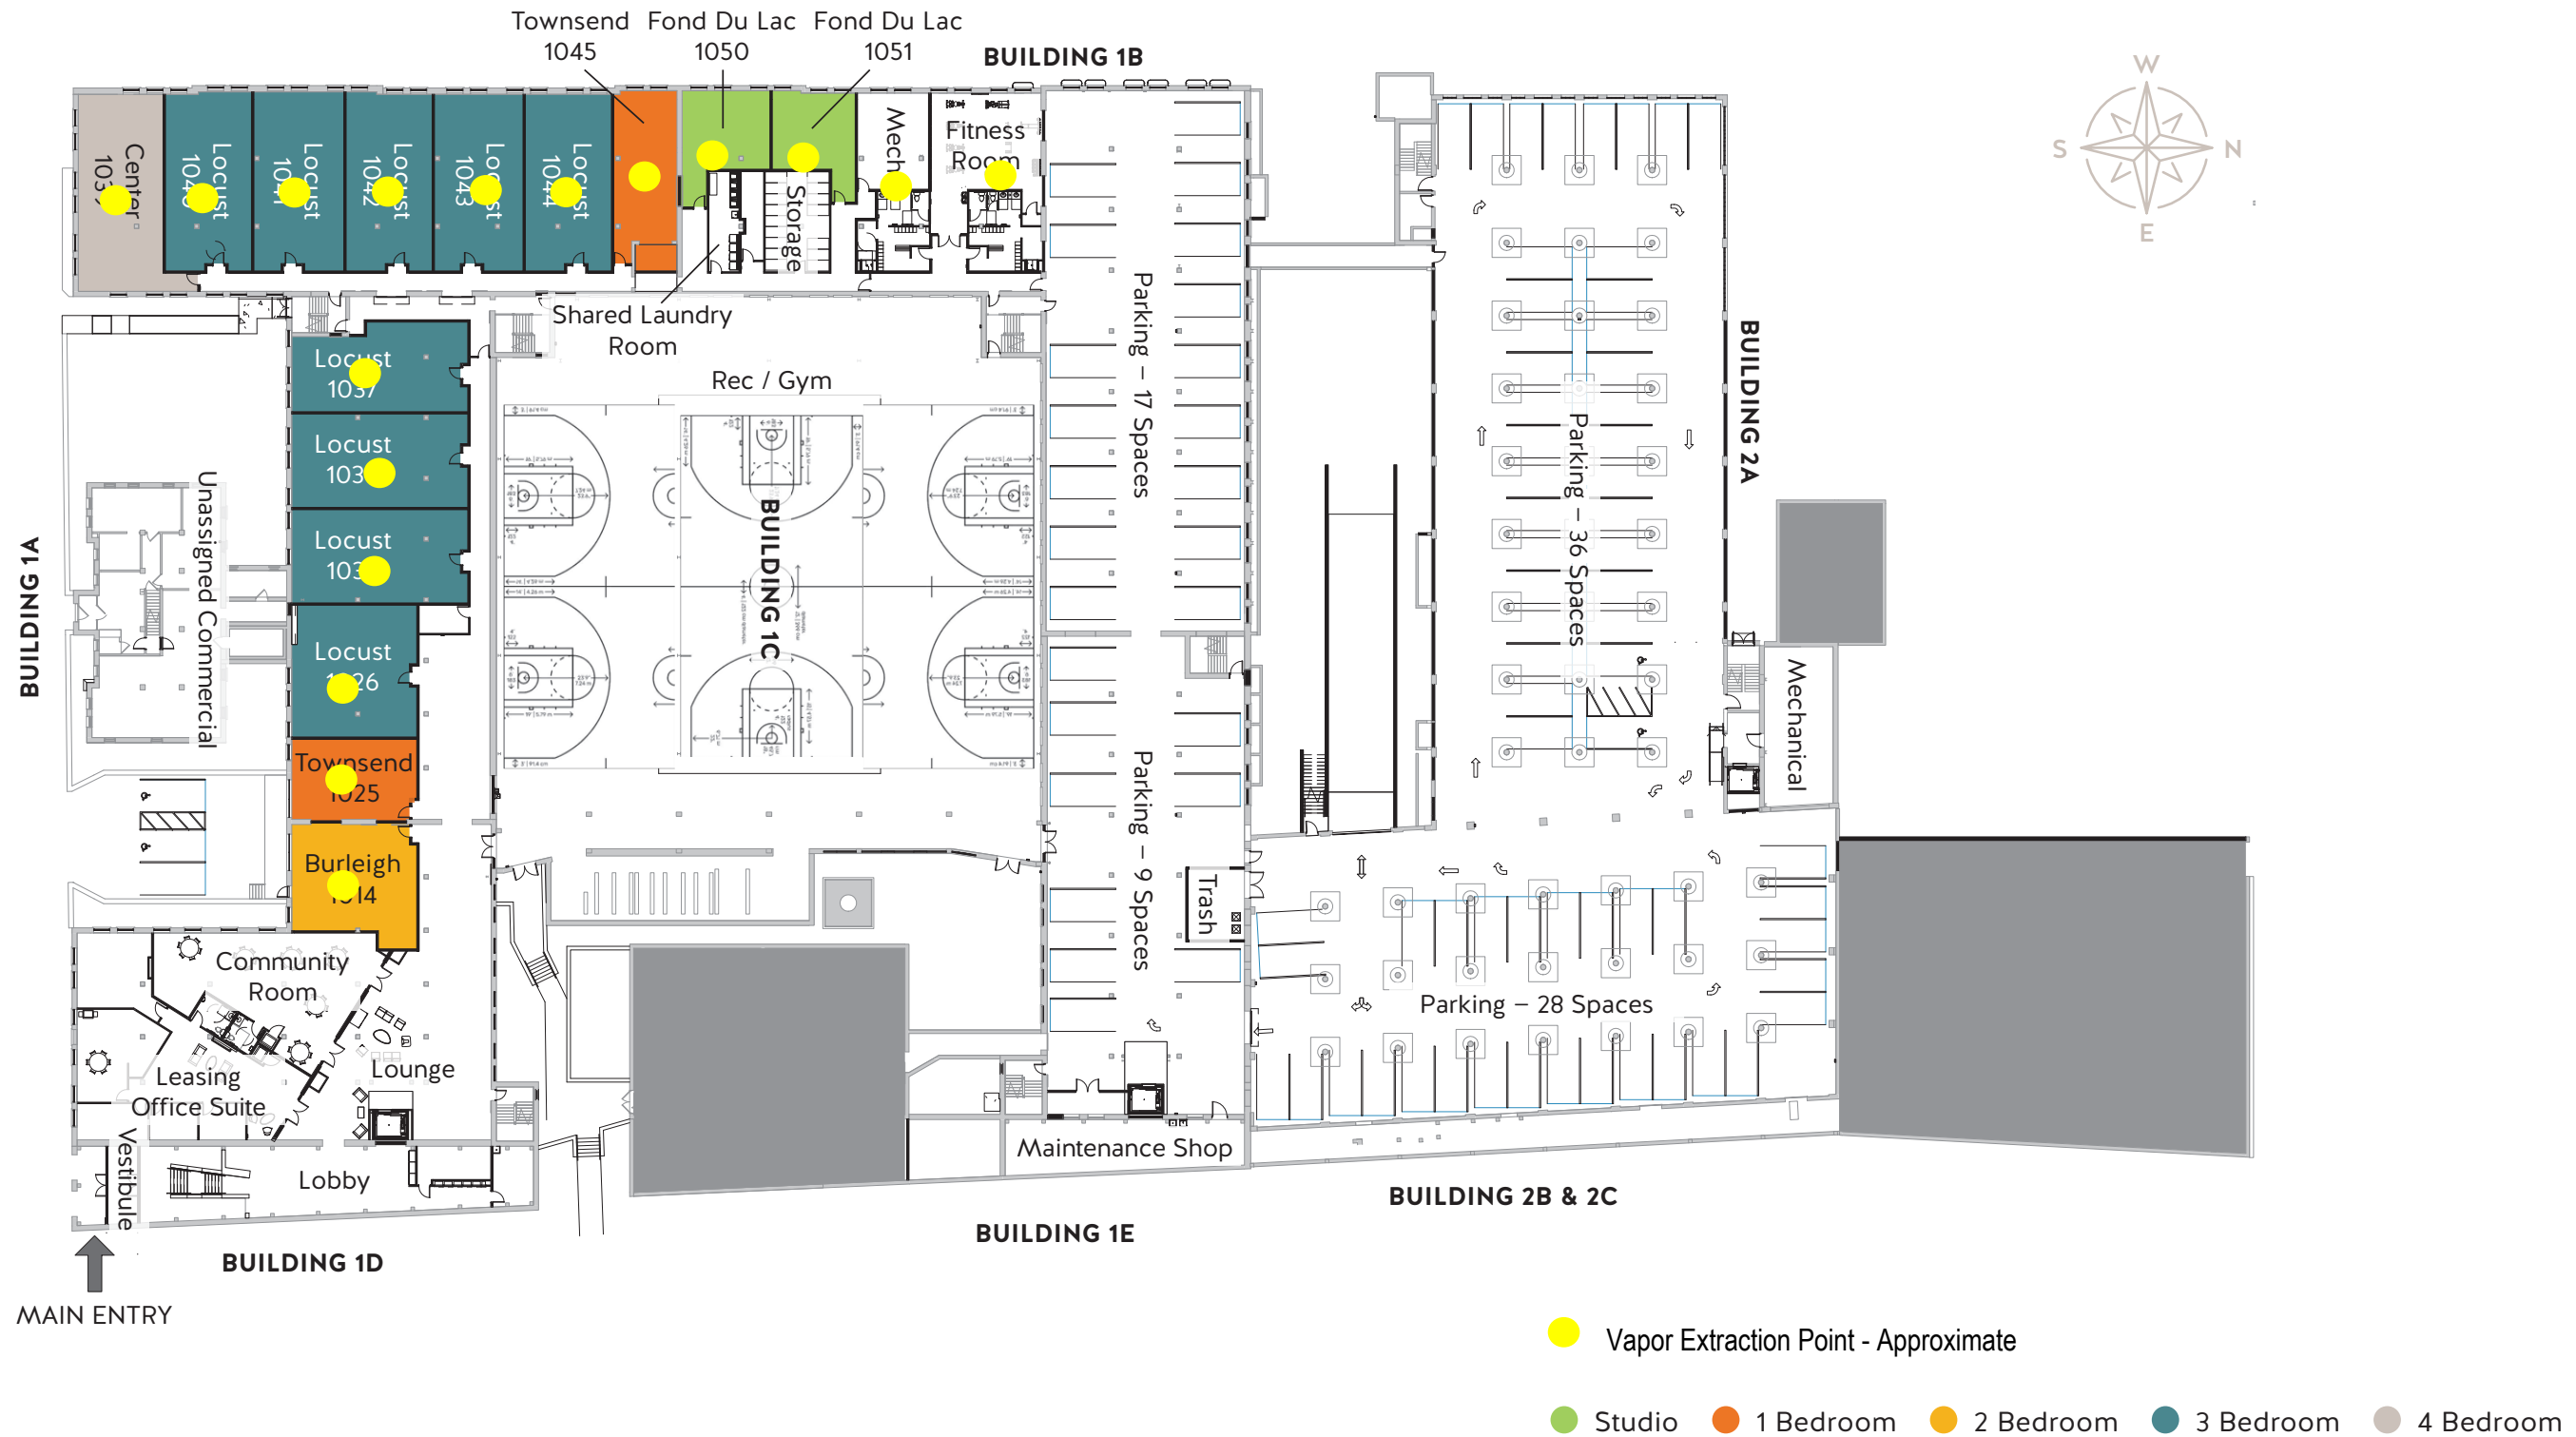 Townsend
1045
Fond Du Lac
1050
Fond Du Lac
1051
BUILDING 1B
W
S
N
E
Center
Locust
Locust
Locust
Locust
1043
Locust
Mech
Fitness
Room
Storage
Shared Laundry
Room
Rec / Gym
Locust
1037
Locust
Locust
Locust
Townsend
1025
Burleigh
Unassigned Commercial
BUILDING 1A
BUILDING 1C
Parking – 17 Spaces
Parking – 36 Spaces
BUILDING 2A
Mechanical
Parking – 9 Spaces
Trash
Parking – 28 Spaces
Community
Room
Leasing
Office Suite
Lounge
Vestibule
Lobby
Maintenance Shop
BUILDING 2B & 2C
BUILDING 1E
BUILDING 1D
MAIN ENTRY
Vapor Extraction Point - Approximate
Studio
1 Bedroom
2 Bedroom
3 Bedroom
4 Bedroom